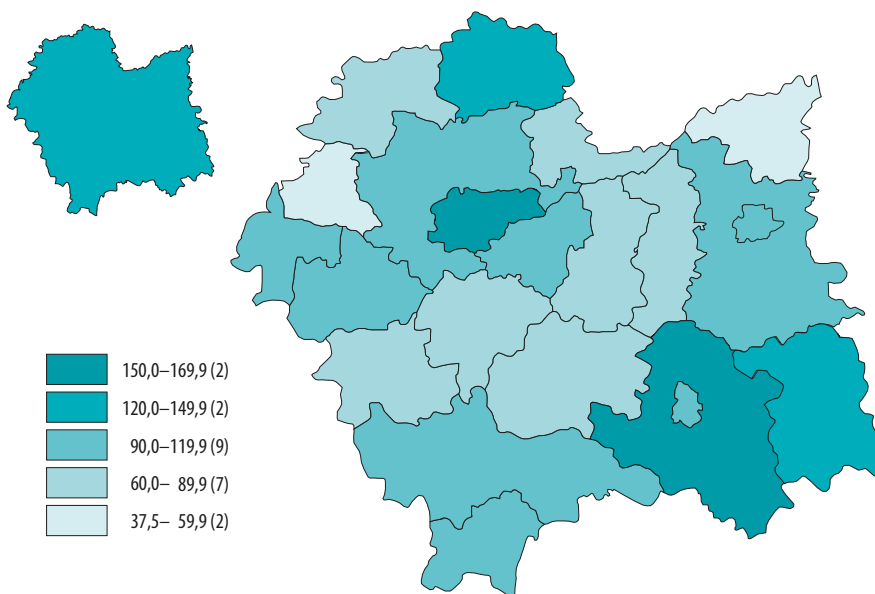 150,0–169,9 (2)
120,0–149,9 (2)
90,0–119,9 (9)
60,0– 89,9 (7)
37,5– 59,9 (2)